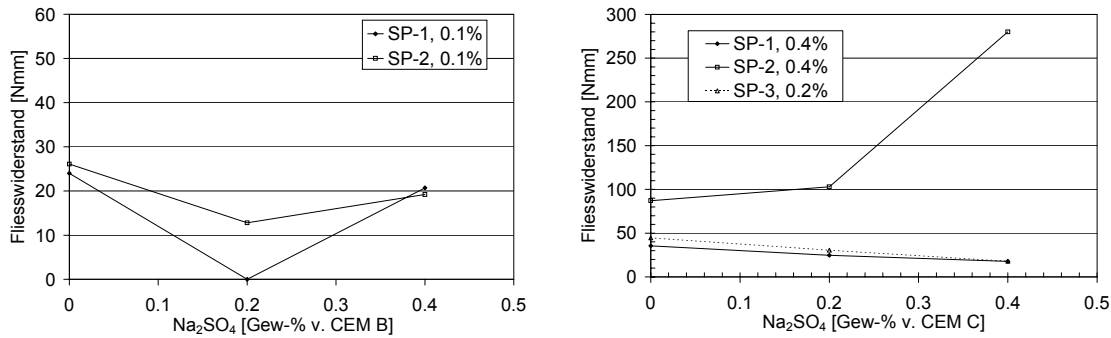 60
50
40
30
20
10
0
Fliesswiderstand [Nmm]
SP-1, 0.1%
SP-2, 0.1%
0 0.1 0.2 0.3 0.4 0.5
Na₂SO₄ [Gew-% v. CEM B]
300
250
200
150
100
50
0
Fliesswiderstand [Nmm]
SP-1, 0.4%
SP-2, 0.4%
SP-3, 0.2%
0 0.1 0.2 0.3 0.4 0.5
Na₂SO₄ [Gew-% v. CEM C]